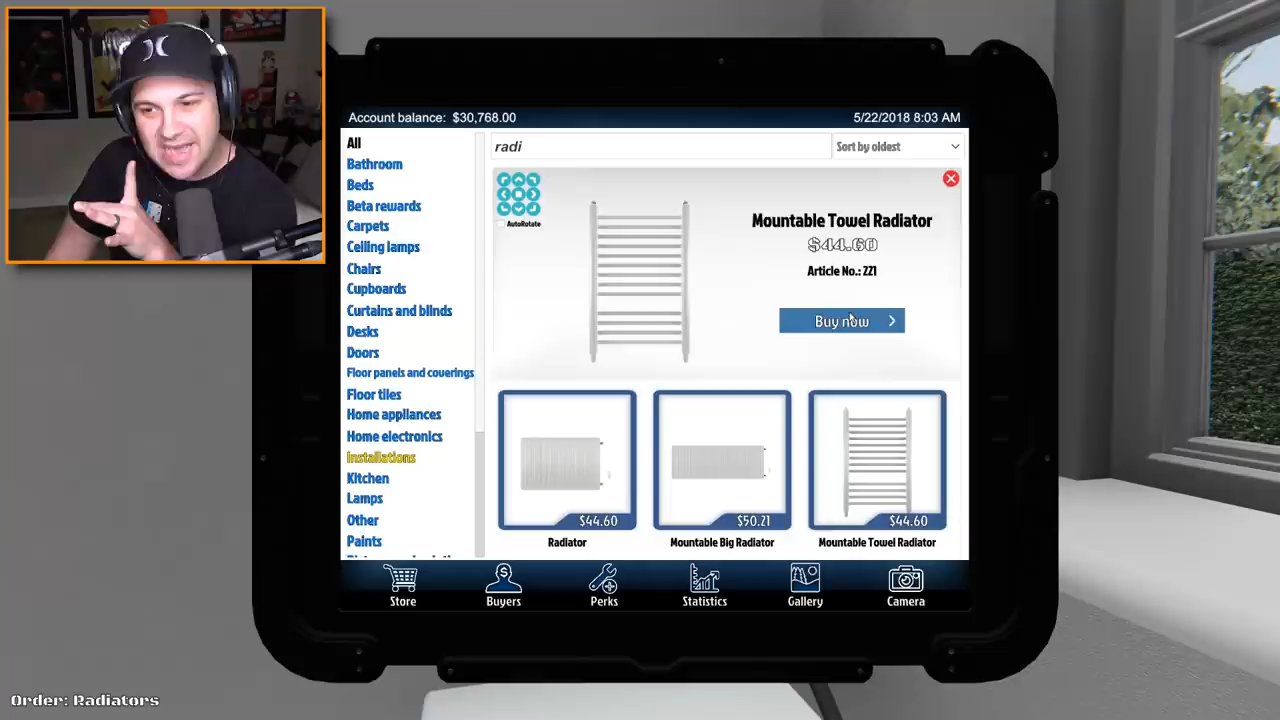 Account balance: $30,768.00
5/22/2018 8:03 AM
All
Bathroom
Beds
Beta rewards
Carpets
Ceiling lamps
Chairs
Cupboards
Curtains and blinds
Desks
Doors
Floor panels and coverings
Floor tiles
Home appliances
Home electronics
Installations
Kitchen
Lamps
Other
Paints
radi
Sort by oldest
AutoRotate
Mountable Towel Radiator
$44.60
Article No.: 221
Buy now
$44.60
Radiator
$50.21
Mountable Big Radiator
$44.60
Mountable Towel Radiator
Store
Buyers
Perks
Statistics
Gallery
Camera
Order: Radiators